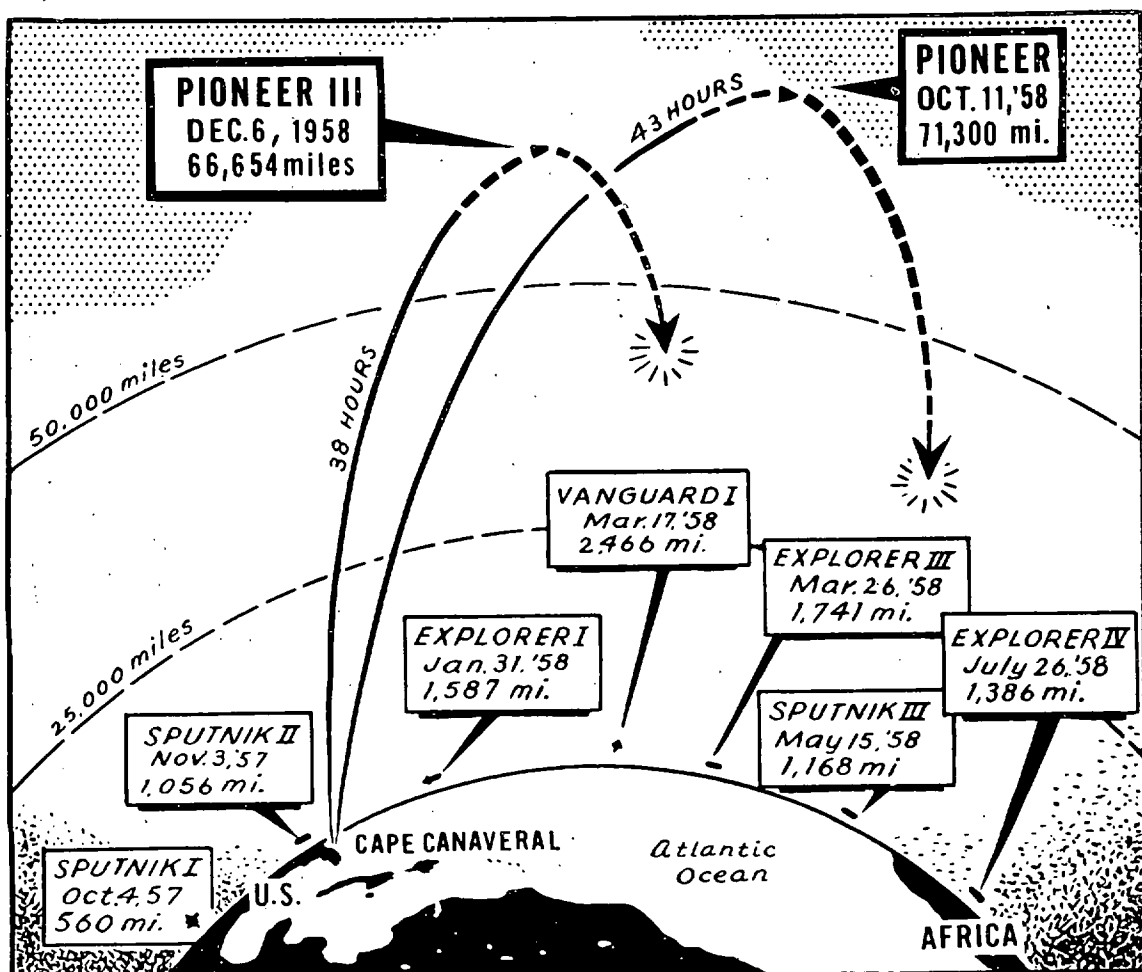 PIONEER III
DEC. 6, 1958
66,654 miles
43 HOURS
PIONEER
OCT. 11,'58
71,300 mi.
50,000 miles
38 HOURS
25,000 miles
VANGUARD I
Mar. 17,'58
2,466 mi.
EXPLORER III
Mar. 26,'58
1,741 mi.
EXPLORER I
Jan. 31.'58
1,587 mi.
EXPLORER IV
July 26,'58
1,386 mi.
SPUTNIK II
Nov. 3,'57
1,056 mi.
SPUTNIK III
May 15,'58
1,168 mi
SPUTNIK I
Oct. 4, 57
560 mi.
CAPE CANAVERAL
U.S.
Atlantic
Ocean
AFRICA